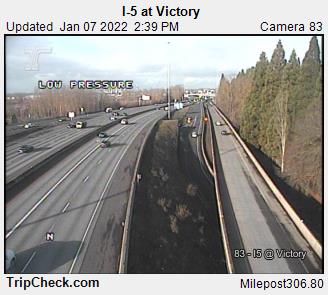 I-5 at Victory
Updated Jan 07 2022 2:39 PM Camera 83
LOW PRESSURE
N
83 - I5 @ Victory
TripCheck.com Milepost306.80